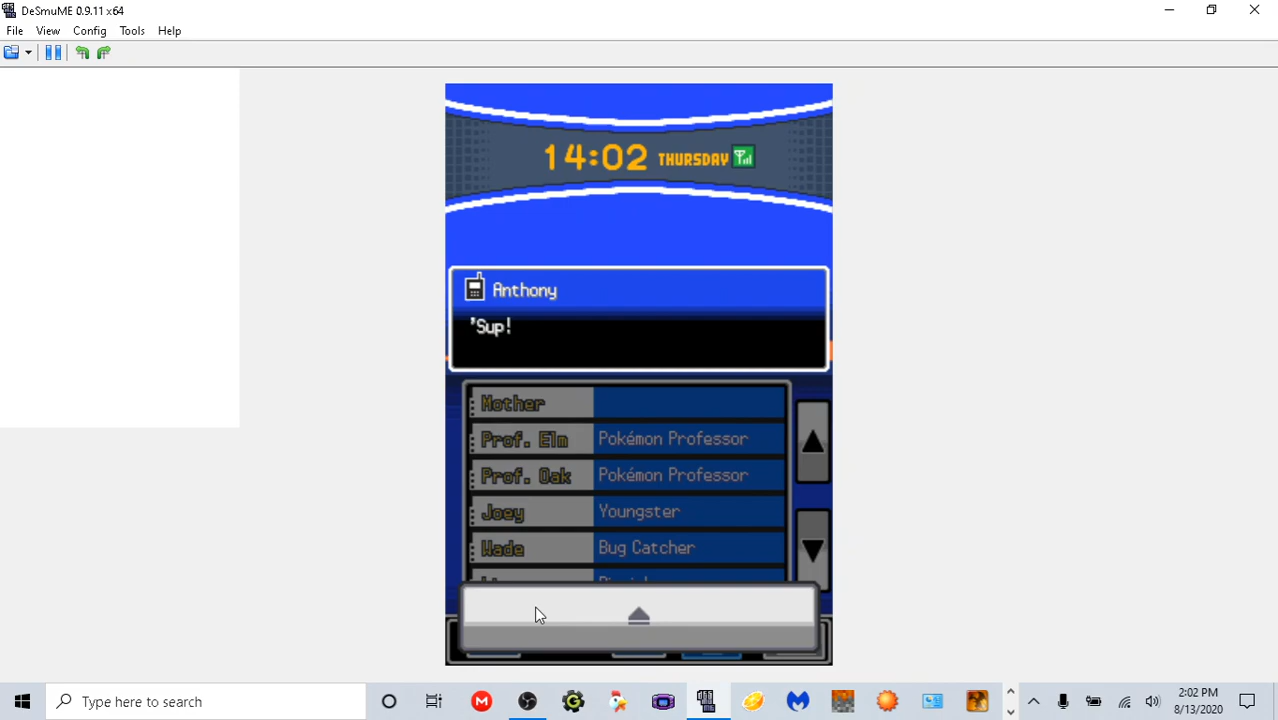 DeSmuME 0.9.11 x64
File View Config Tools Help
14:02 THURSDAY
Anthony
'Sup!
Mother
Prof. Elm Pokémon Professor
Prof. Oak Pokémon Professor
Joey Youngster
Wade Bug Catcher
Type here to search
2:02 PM
8/13/2020